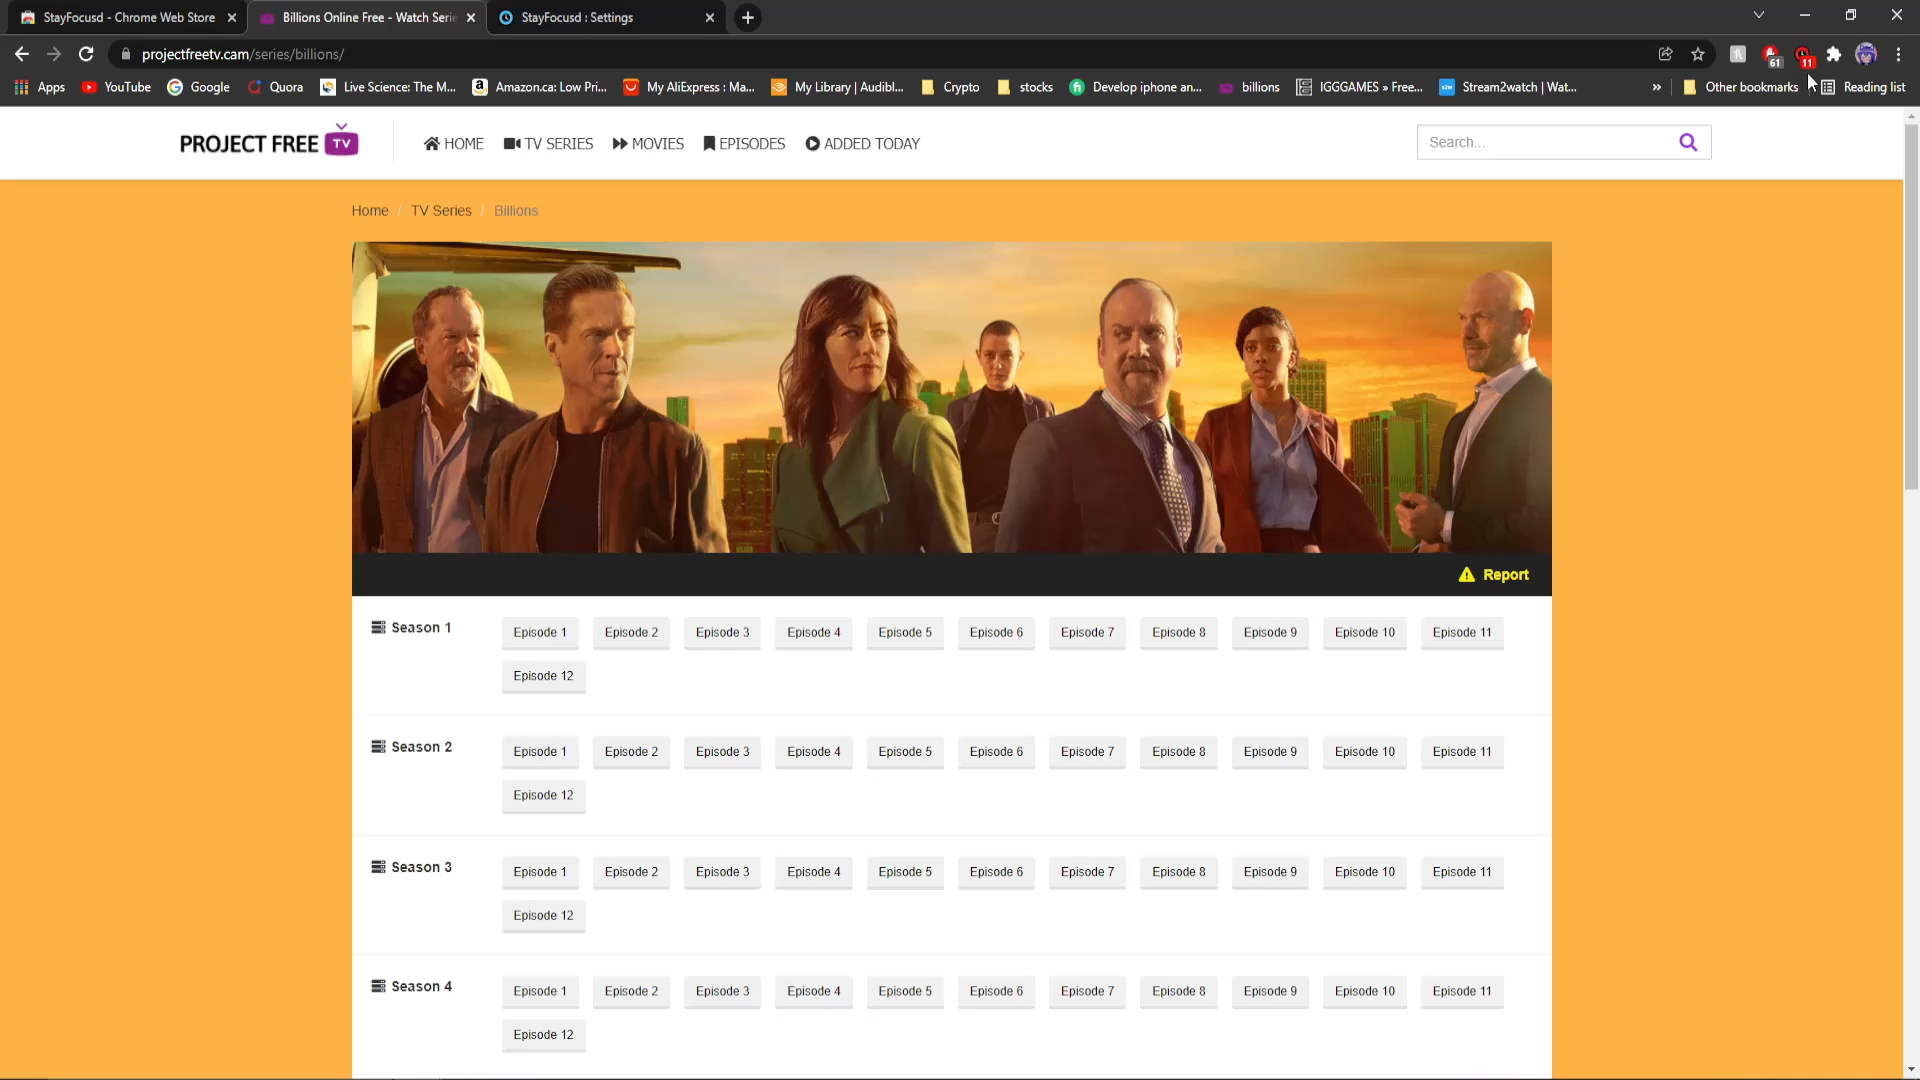 StayFocusd - Chrome Web Store
Billions Online Free - Watch Serie
StayFocusd : Settings
projectfreetv.cam/series/billions/
61
11
Apps
YouTube
Google
Quora
Live Science: The M...
Amazon.ca: Low Pri...
My AliExpress : Ma...
My Library | Audibl...
Crypto
stocks
Develop iphone an...
billions
IGGGAMES » Free...
Stream2watch | Wat...
»
Other bookmarks
Reading list
PROJECT FREE TV
HOME
TV SERIES
MOVIES
EPISODES
ADDED TODAY
Search...
Home / TV Series / Billions
Report
Season 1
Episode 1 Episode 2 Episode 3 Episode 4 Episode 5 Episode 6 Episode 7 Episode 8 Episode 9 Episode 10 Episode 11
Episode 12
Season 2
Episode 1 Episode 2 Episode 3 Episode 4 Episode 5 Episode 6 Episode 7 Episode 8 Episode 9 Episode 10 Episode 11
Episode 12
Season 3
Episode 1 Episode 2 Episode 3 Episode 4 Episode 5 Episode 6 Episode 7 Episode 8 Episode 9 Episode 10 Episode 11
Episode 12
Season 4
Episode 1 Episode 2 Episode 3 Episode 4 Episode 5 Episode 6 Episode 7 Episode 8 Episode 9 Episode 10 Episode 11
Episode 12